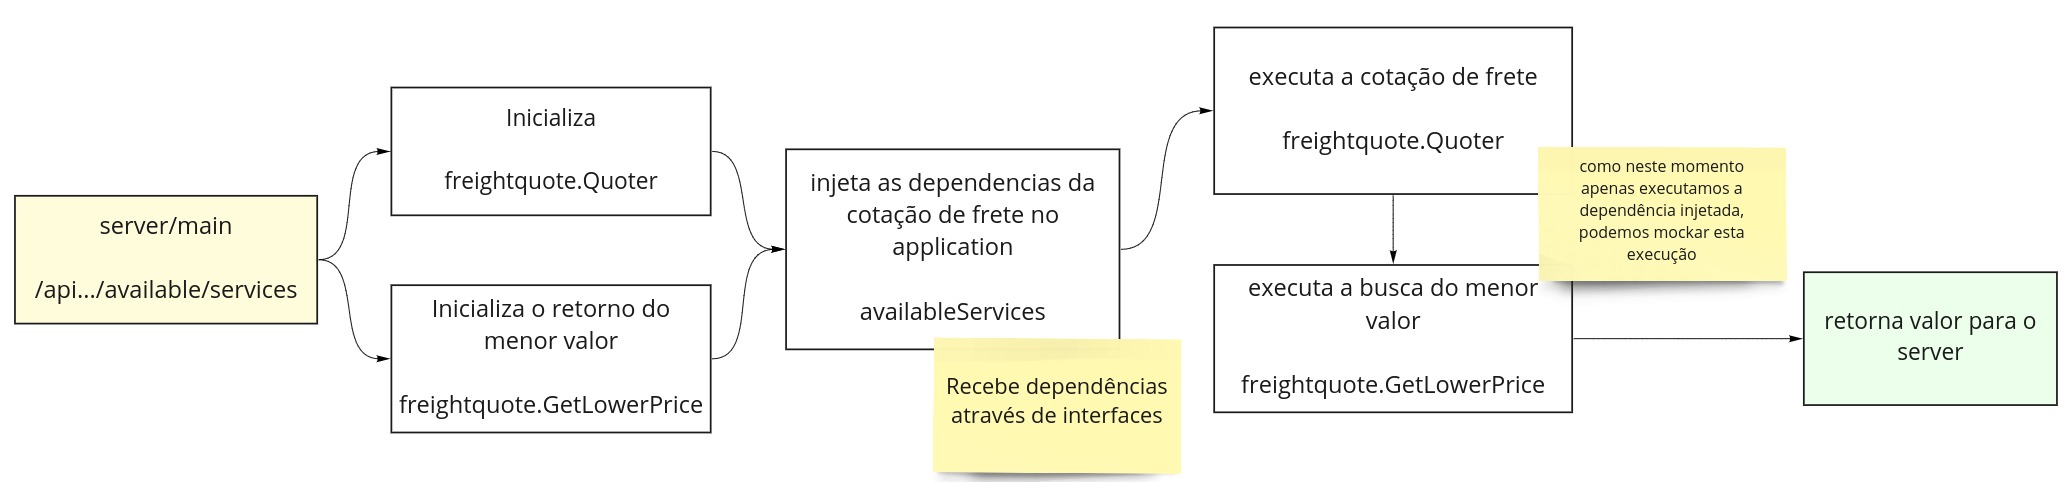 server/main
/api.../available/services
Inicializa
freightquote.Quoter
Inicializa o retorno do
menor valor
freightquote.GetLowerPrice
injeta as dependencias da
cotação de frete no
application
availableServices
Recebe dependências
através de interfaces
executa a cotação de frete
freightquote.Quoter
como neste momento
apenas executamos a
dependência injetada,
podemos mockar esta
execução
executa a busca do menor
valor
freightquote.GetLowerPrice
retorna valor para o
server